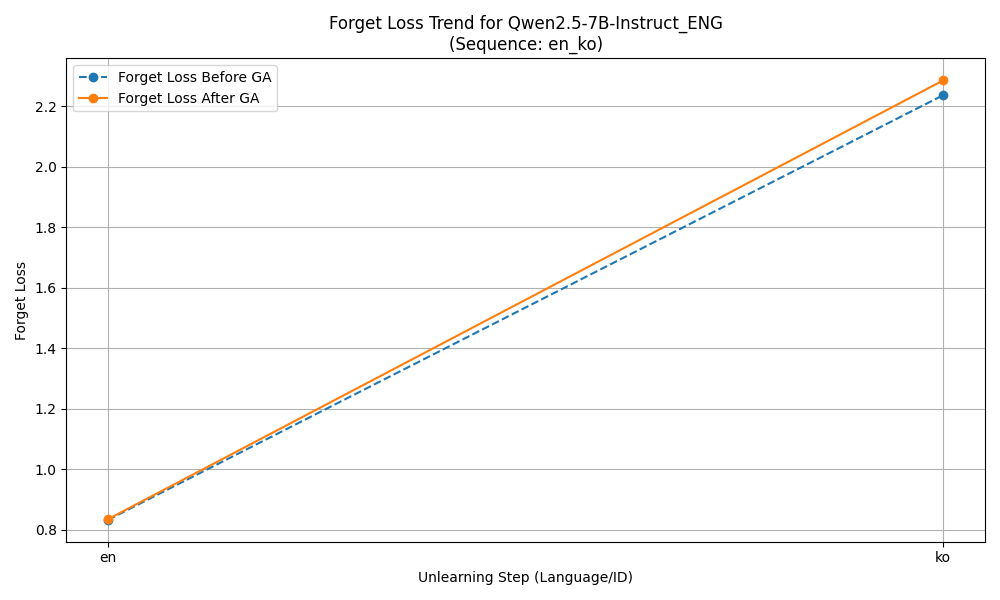 Forget Loss Trend for Qwen2.5-7B-Instruct_ENG
(Sequence: en_ko)
Forget Loss Before GA
Forget Loss After GA
Forget Loss
2.2
2.0
1.8
1.6
1.4
1.2
1.0
0.8
en
ko
Unlearning Step (Language/ID)